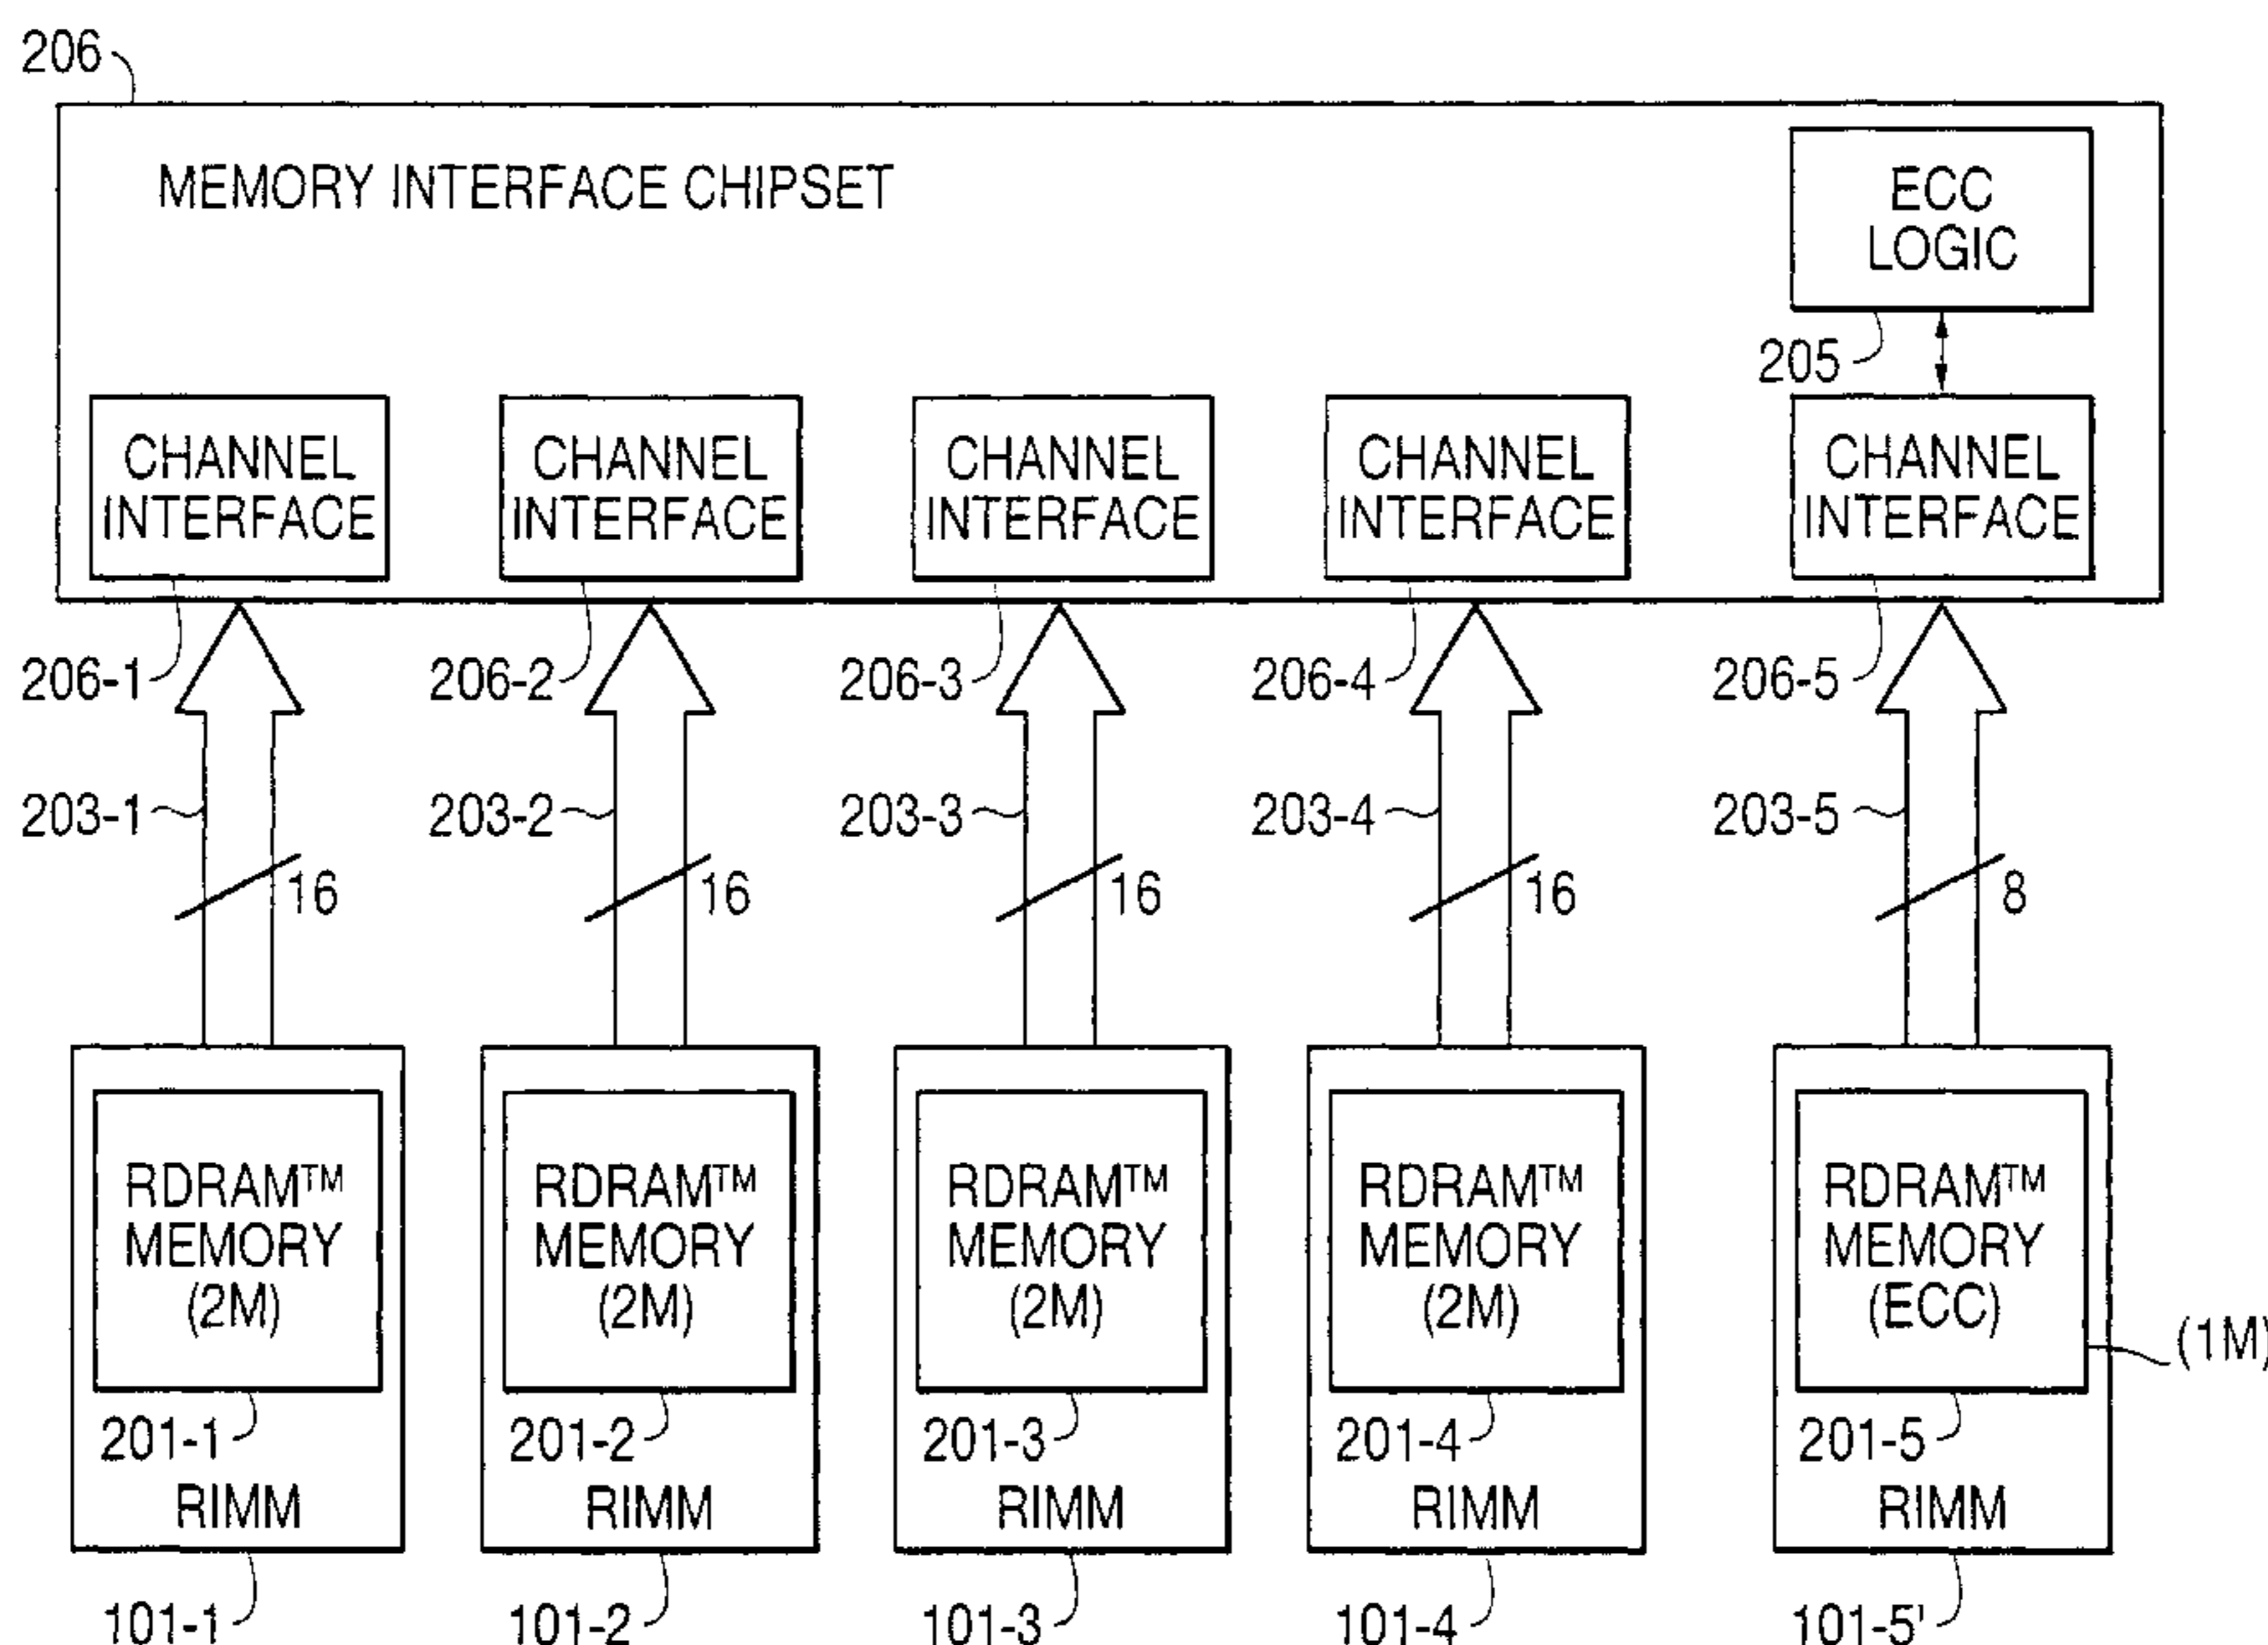 206
MEMORY INTERFACE CHIPSET
ECC
LOGIC
205
CHANNEL
INTERFACE
CHANNEL
INTERFACE
CHANNEL
INTERFACE
CHANNEL
INTERFACE
CHANNEL
INTERFACE
206-1
206-2
206-3
206-4
206-5
203-1
203-2
203-3
203-4
203-5
16
16
16
16
8
RDRAM™
MEMORY
(2M)
RDRAM™
MEMORY
(2M)
RDRAM™
MEMORY
(2M)
RDRAM™
MEMORY
(2M)
RDRAM™
MEMORY
(ECC)
(1M)
201-1
201-2
201-3
201-4
201-5
RIMM
RIMM
RIMM
RIMM
RIMM
101-1
101-2
101-3
101-4
101-5'